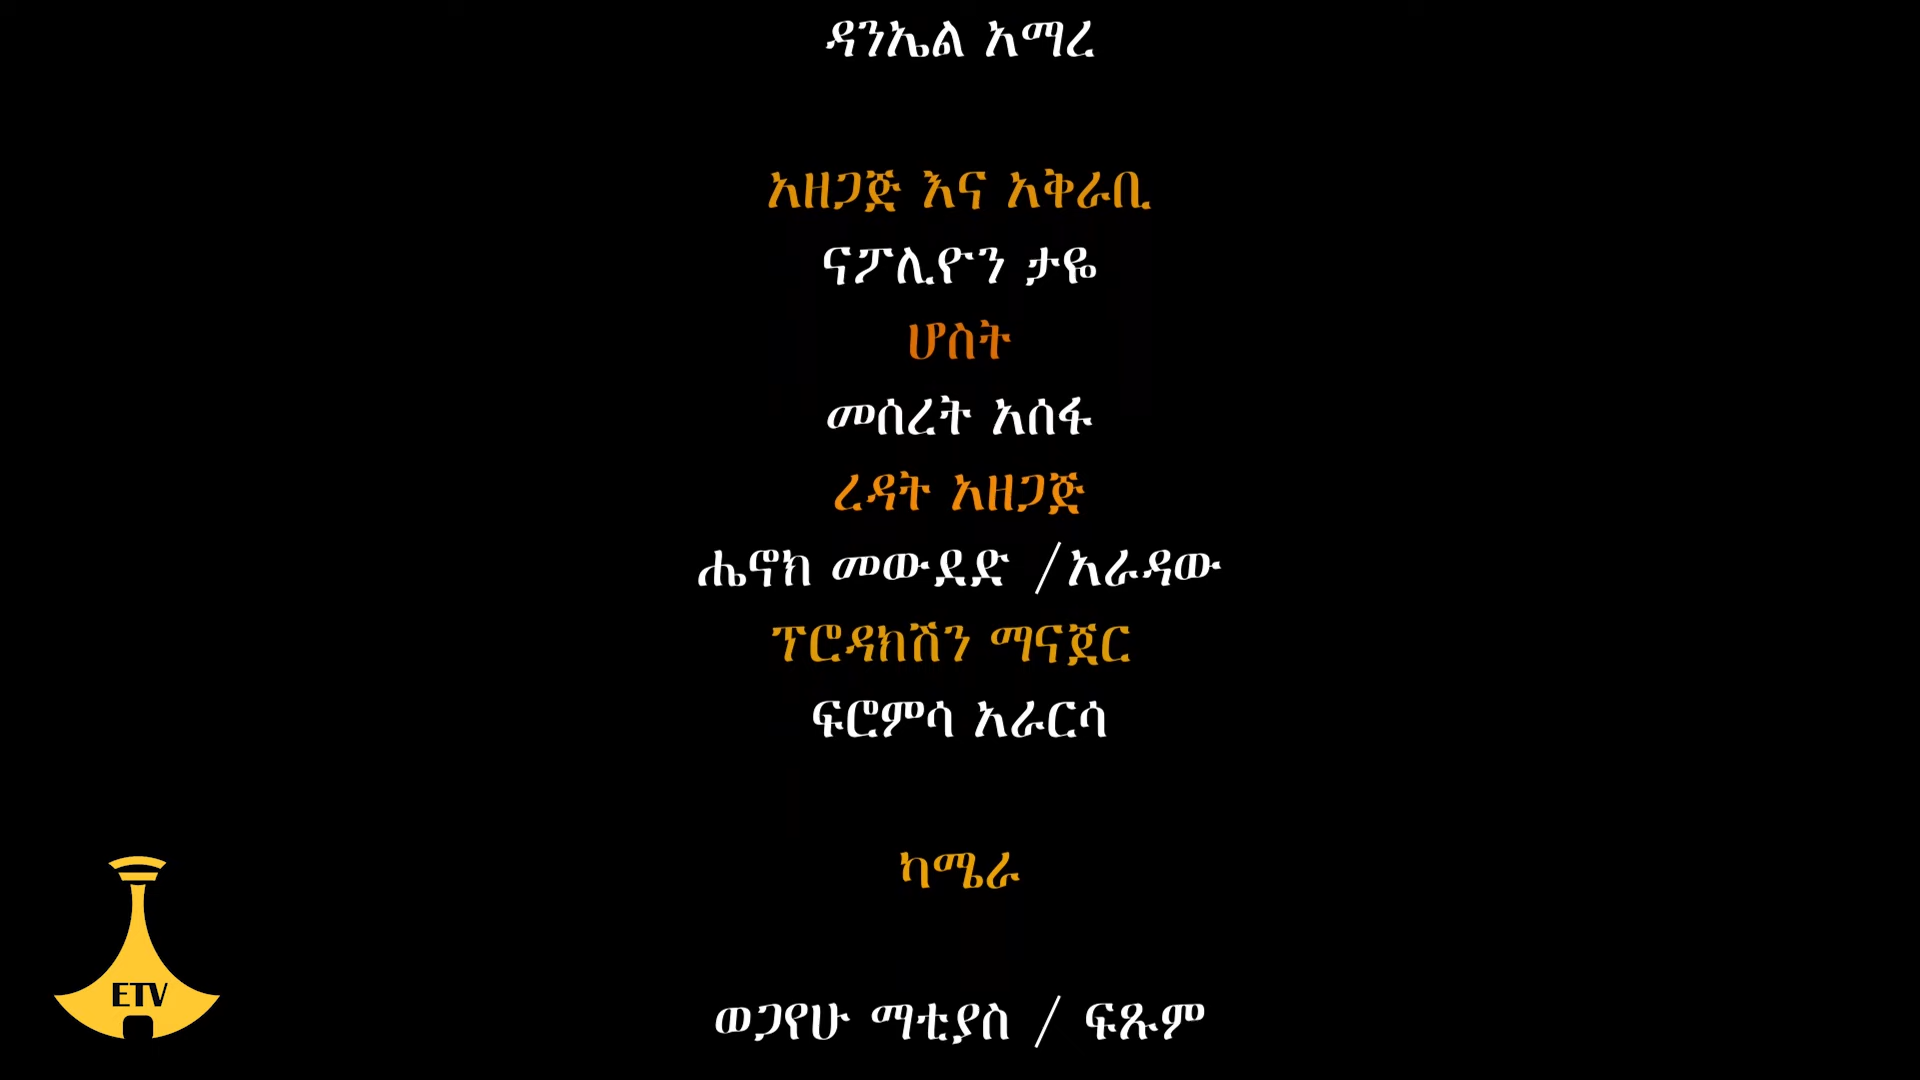 ዳንኤል አማረ
አዘጋጅ እና አቅራቢ
ናፖሊዮን ታዬ
ሆስት
መሰረት አሰፋ
ረዳት አዘጋጅ
ሔኖክ መውደድ /አራዳው
ፕሮዳክሽን ማናጀር
ፍሮምሳ አራርሳ
ካሜራ
ወጋየሁ ማቲያስ / ፍጹም
ETV